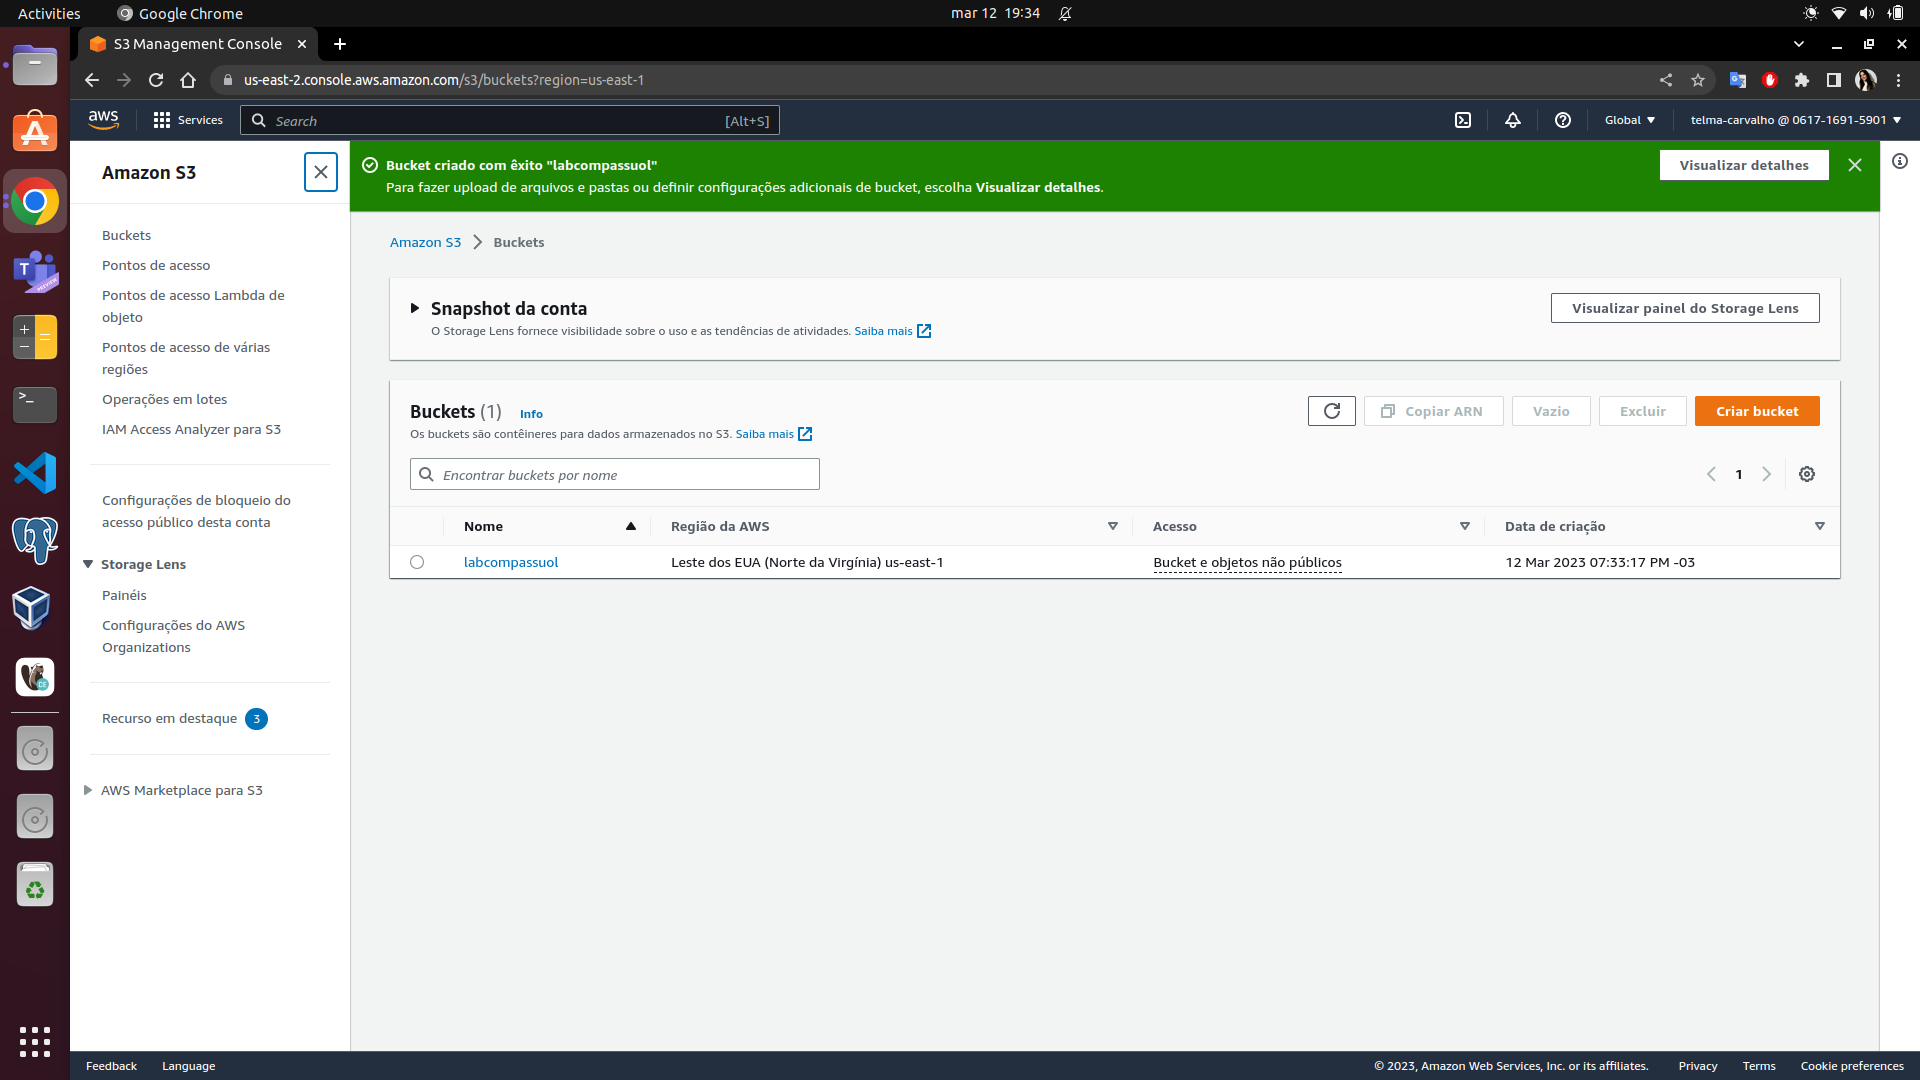 Activities
Google Chrome
mar 12 19:34
S3 Management Console
us-east-2.console.aws.amazon.com/s3/buckets?region=us-east-1
aws
Services
Search
[Alt+S]
Global
telma-carvalho @ 0617-1691-5901
Amazon S3
Buckets
Pontos de acesso
Pontos de acesso Lambda de
objeto
Pontos de acesso de várias
regiões
Operações em lotes
IAM Access Analyzer para S3
Configurações de bloqueio do
acesso público desta conta
Storage Lens
Painéis
Configurações do AWS
Organizations
Recurso em destaque 3
AWS Marketplace para S3
Bucket criado com êxito "labcompassuol"
Para fazer upload de arquivos e pastas ou definir configurações adicionais de bucket, escolha Visualizar detalhes.
Visualizar detalhes
Amazon S3
Buckets
Snapshot da conta
O Storage Lens fornece visibilidade sobre o uso e as tendências de atividades. Saiba mais
Visualizar painel do Storage Lens
Buckets (1) Info
Os buckets são contêineres para dados armazenados no S3. Saiba mais
Copiar ARN
Vazio
Excluir
Criar bucket
Encontrar buckets por nome
1
Nome
Região da AWS
Acesso
Data de criação
labcompassuol
Leste dos EUA (Norte da Virgínia) us-east-1
Bucket e objetos não públicos
12 Mar 2023 07:33:17 PM -03
Feedback
Language
© 2023, Amazon Web Services, Inc. or its affiliates.
Privacy
Terms
Cookie preferences